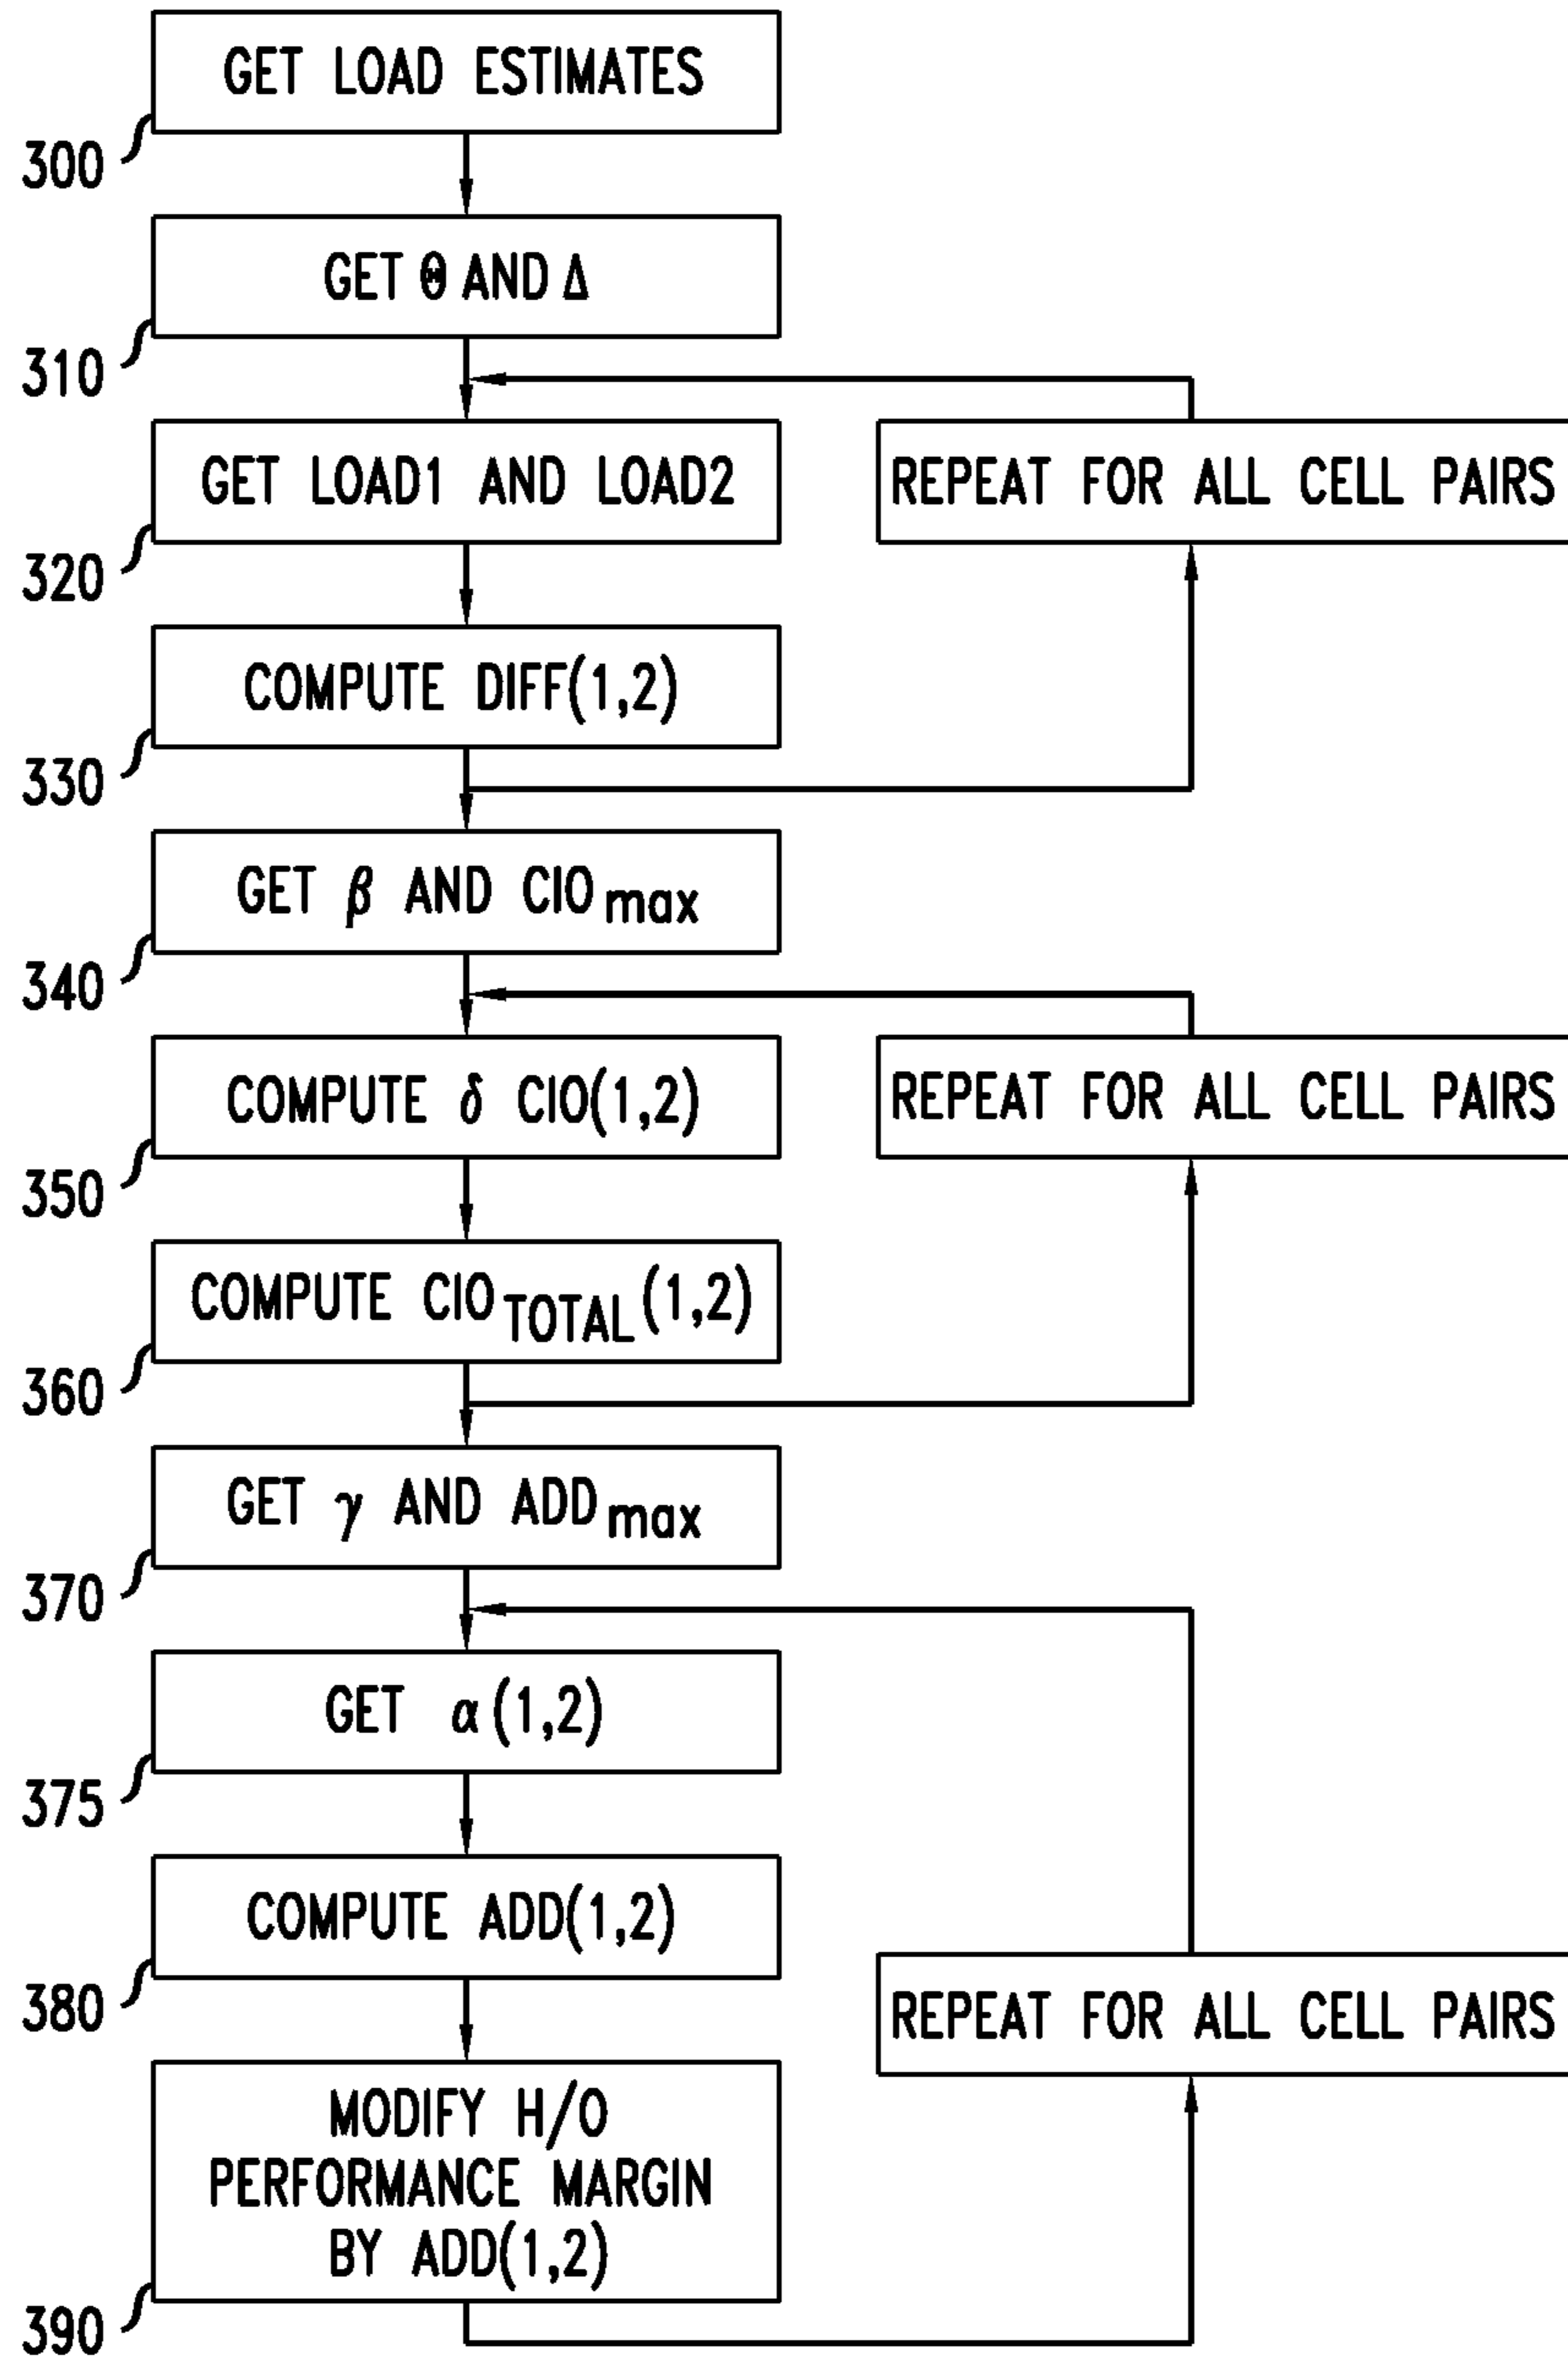 GET LOAD ESTIMATES
300
GET Θ AND Δ
310
GET LOAD1 AND LOAD2
REPEAT FOR ALL CELL PAIRS
320
COMPUTE DIFF(1,2)
330
GET β AND CIO max
340
COMPUTE δ CIO(1,2)
REPEAT FOR ALL CELL PAIRS
350
COMPUTE CIO TOTAL (1,2)
360
GET γ AND ADD max
370
GET α(1,2)
375
COMPUTE ADD(1,2)
380
REPEAT FOR ALL CELL PAIRS
MODIFY H/O
PERFORMANCE MARGIN
BY ADD(1,2)
390